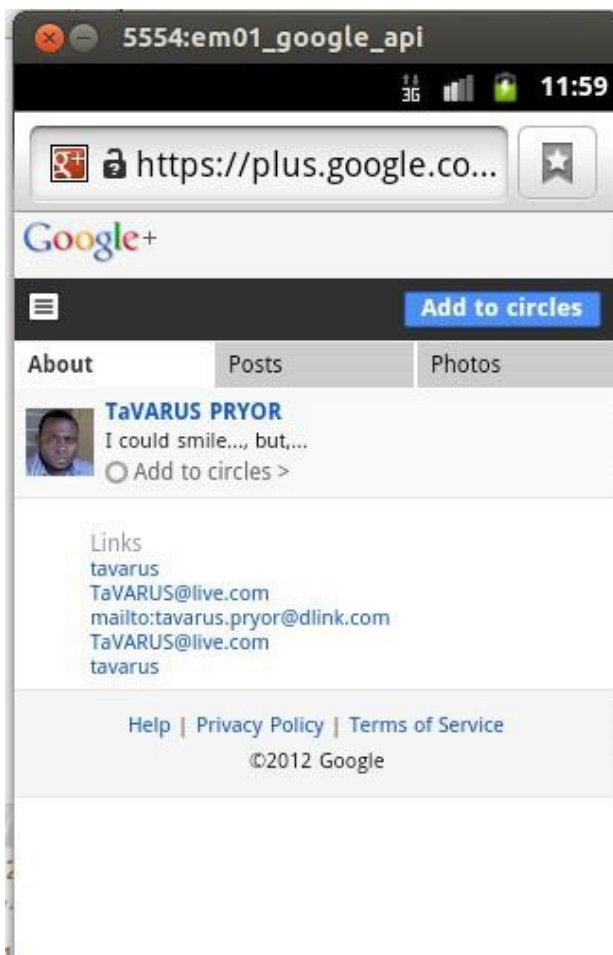 5554:em01_google_api
3G 11:59
g+ https://plus.google.co...
Google+
Add to circles
About Posts Photos
TaVARUS PRYOR
I could smile..., but,...
Add to circles >
Links
tavarus
TaVARUS@live.com
mailto:tavarus.pryor@dlink.com
TaVARUS@live.com
tavarus
Help | Privacy Policy | Terms of Service
©2012 Google